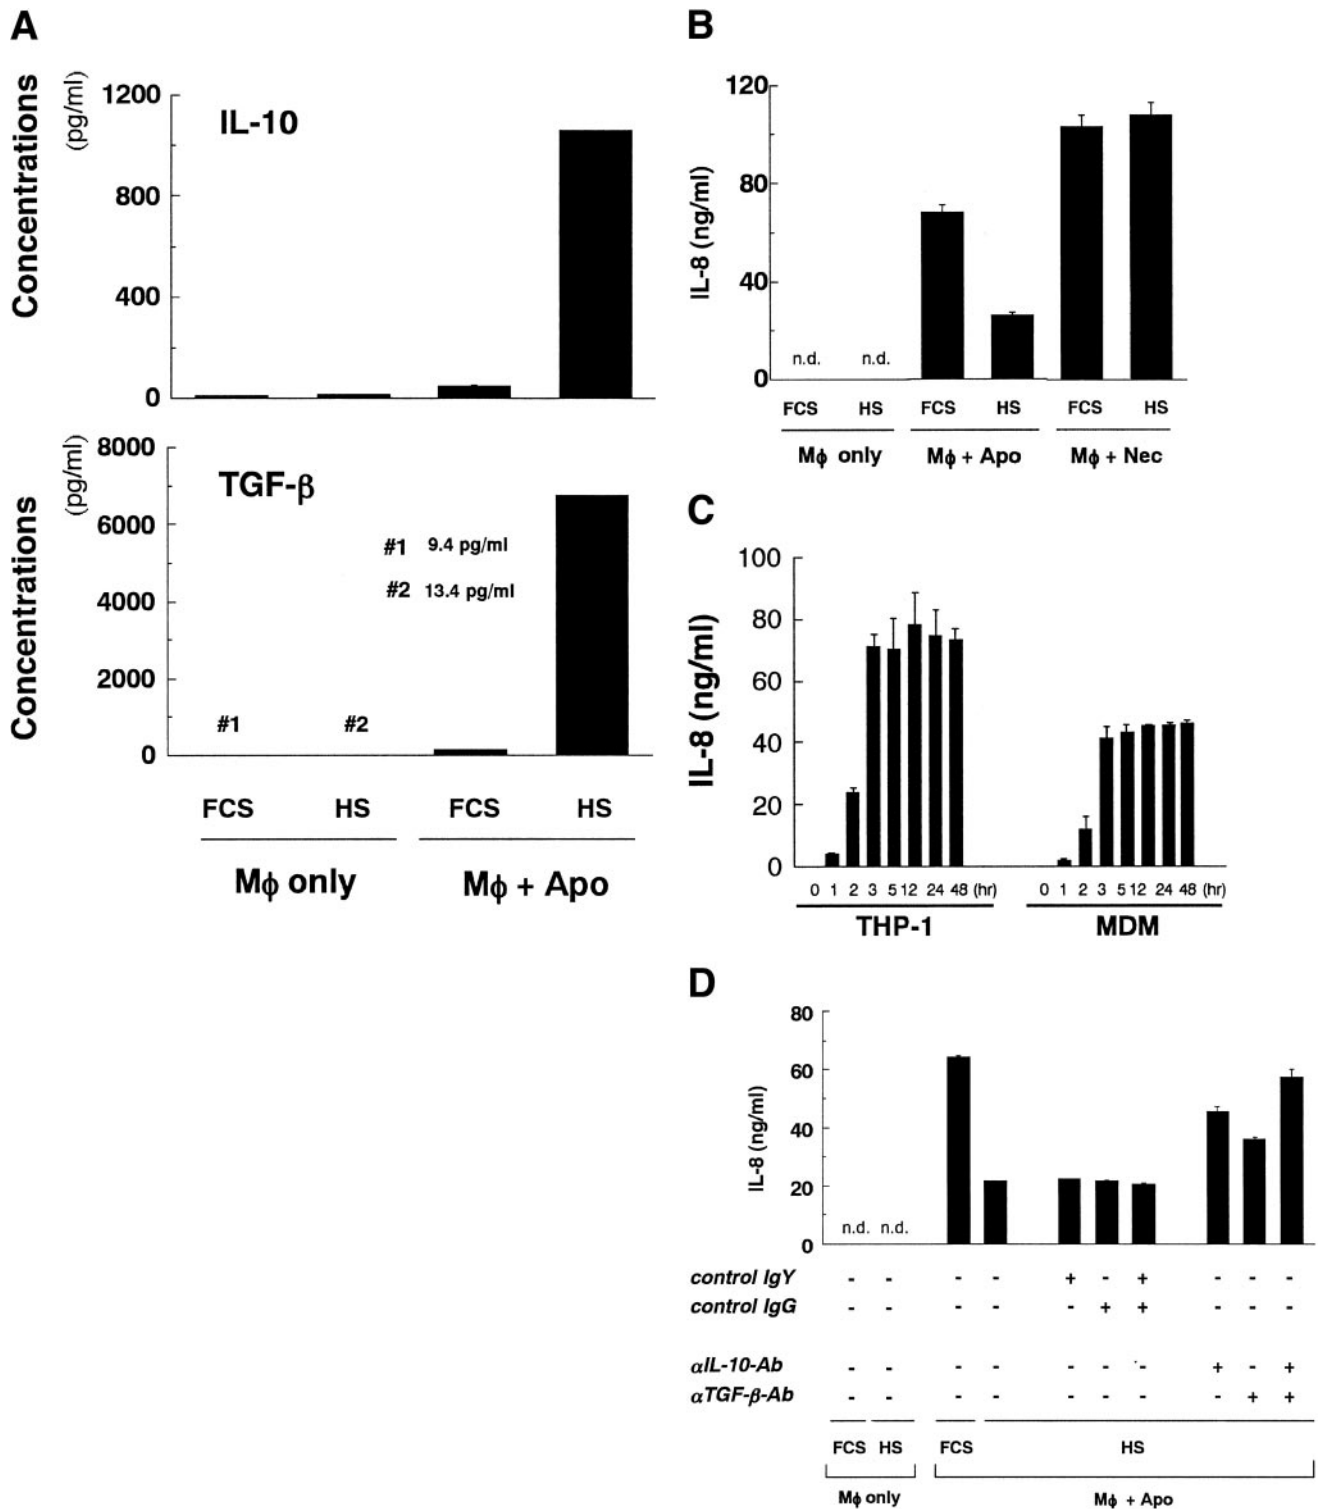 A
Concentrations
(pg/ml)
1200
800
400
0
IL-10
Concentrations
(pg/ml)
8000
6000
4000
2000
0
TGF-β
#1 9.4 pg/ml
#2 13.4 pg/ml
#1 #2
FCS HS FCS HS
Mϕ only Mϕ + Apo
B
IL-8 (ng/ml)
120
80
40
0
n.d. n.d.
FCS HS FCS HS FCS HS
Mϕ only Mϕ + Apo Mϕ + Nec
C
IL-8 (ng/ml)
100
80
60
40
20
0
0 1 2 3 5 12 24 48 (hr) 0 1 2 3 5 12 24 48 (hr)
THP-1 MDM
D
IL-8 (ng/ml)
80
60
40
20
0
n.d. n.d.
control IgY - - - - + - + - - -
control IgG - - - - - + + - - -
αIL-10-Ab - - - - - - - + - +
αTGF-β-Ab - - - - - - - - + +
FCS HS FCS HS
Mϕ only Mϕ + Apo